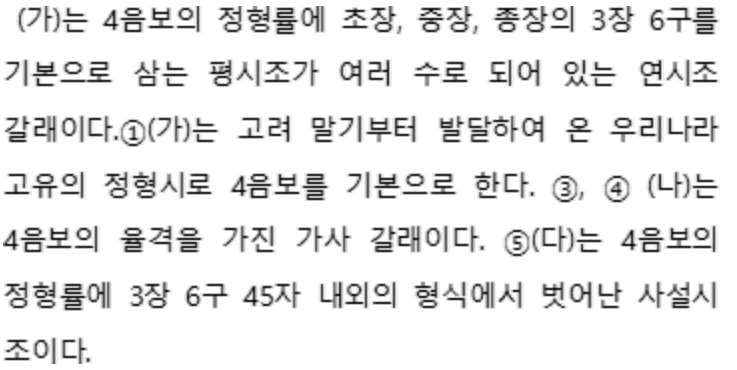 (가)는 4음보의 정형률에 초장, 중장, 종장의 3장 6구를
기본으로 삼는 평시조가 여러 수로 되어 있는 연시조
갈래이다.①(가)는 고려 말기부터 발달하여 온 우리나라
고유의 정형시로 4음보를 기본으로 한다. ③, ④ (나)는
4음보의 율격을 가진 가사 갈래이다. ⑤(다)는 4음보의
정형률에 3장 6구 45자 내외의 형식에서 벗어난 사설시
조이다.